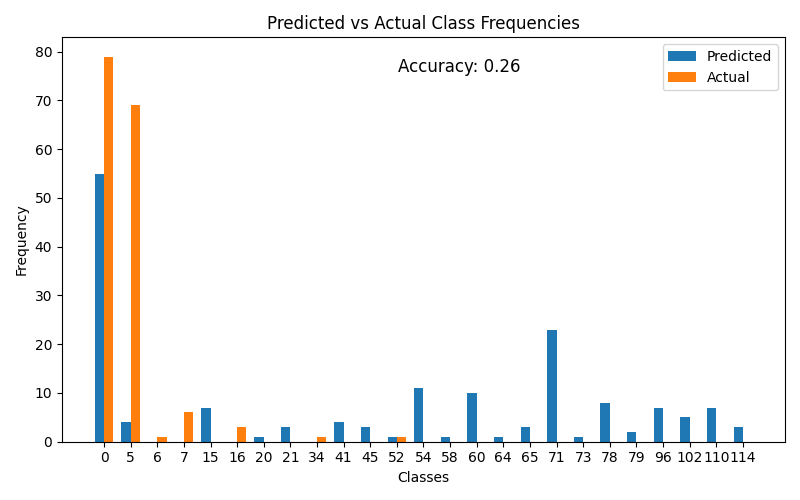 Predicted vs Actual Class Frequencies
Accuracy: 0.26
Predicted
Actual
Frequency
80
70
60
50
40
30
20
10
0
0 5 6 7 15 16 20 21 34 41 45 52 54 58 60 64 65 71 73 78 79 96 102 110 114
Classes